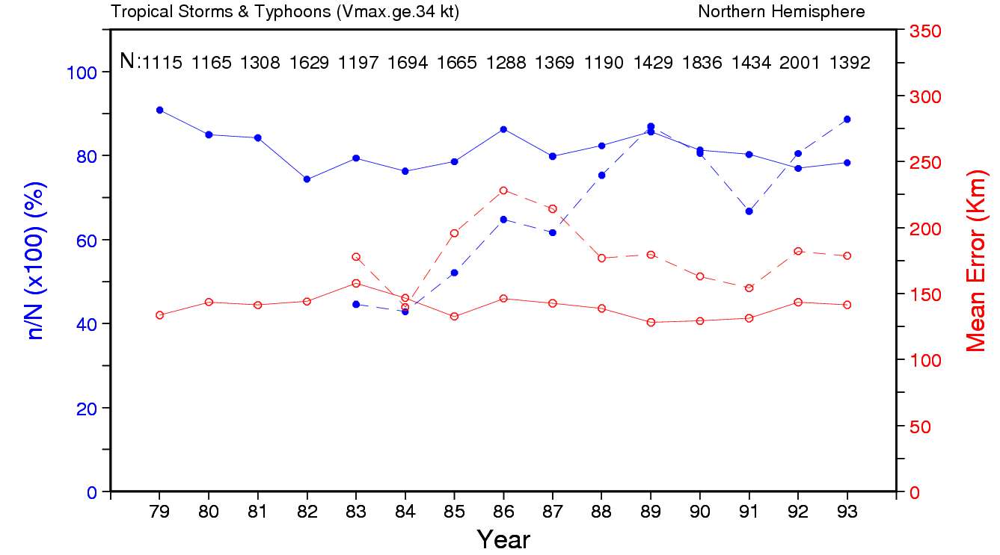 Tropical Storms & Typhoons (Vmax.ge.34 kt) Northern Hemisphere
N:1115 1165 1308 1629 1197 1694 1665 1288 1369 1190 1429 1836 1434 2001 1392
n/N (x100) (%)
100
80
60
40
20
0
350
300
250
200
150
100
50
0
Mean Error (Km)
79 80 81 82 83 84 85 86 87 88 89 90 91 92 93
Year